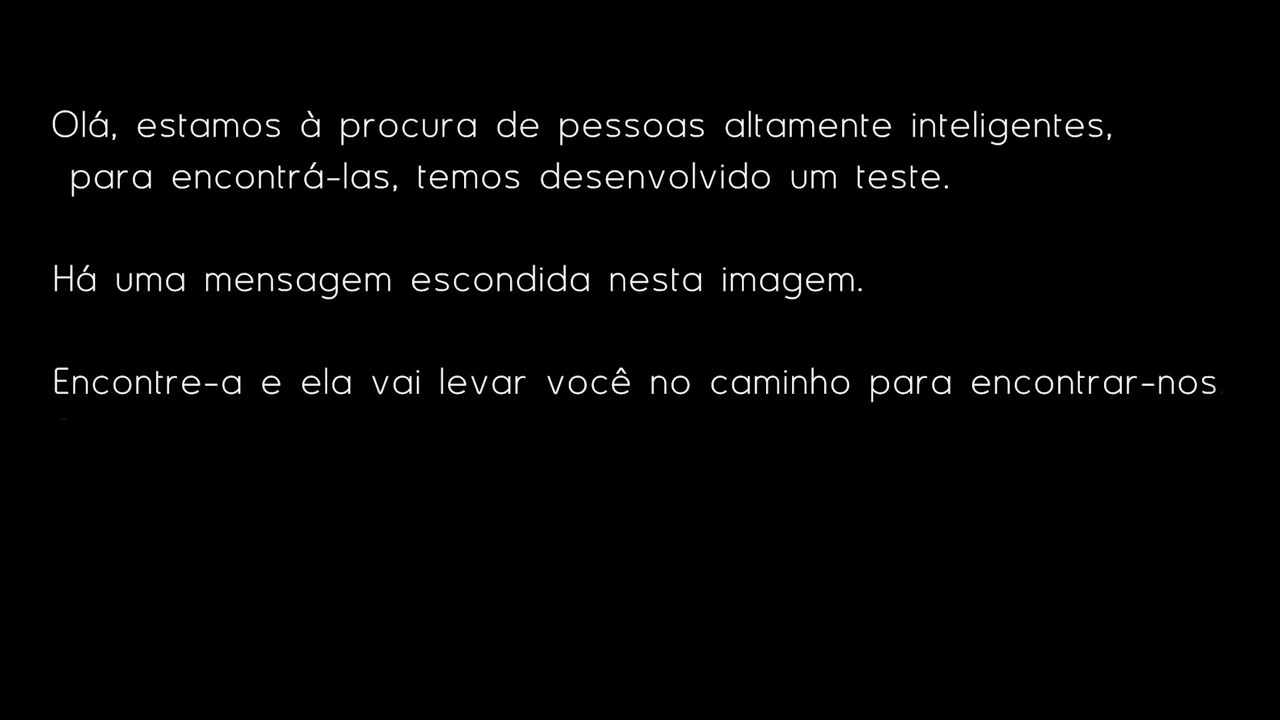 Olá, estamos à procura de pessoas altamente inteligentes,
para encontrá-las, temos desenvolvido um teste.
Há uma mensagem escondida nesta imagem.
Encontre-a e ela vai levar você no caminho para encontrar-nos.